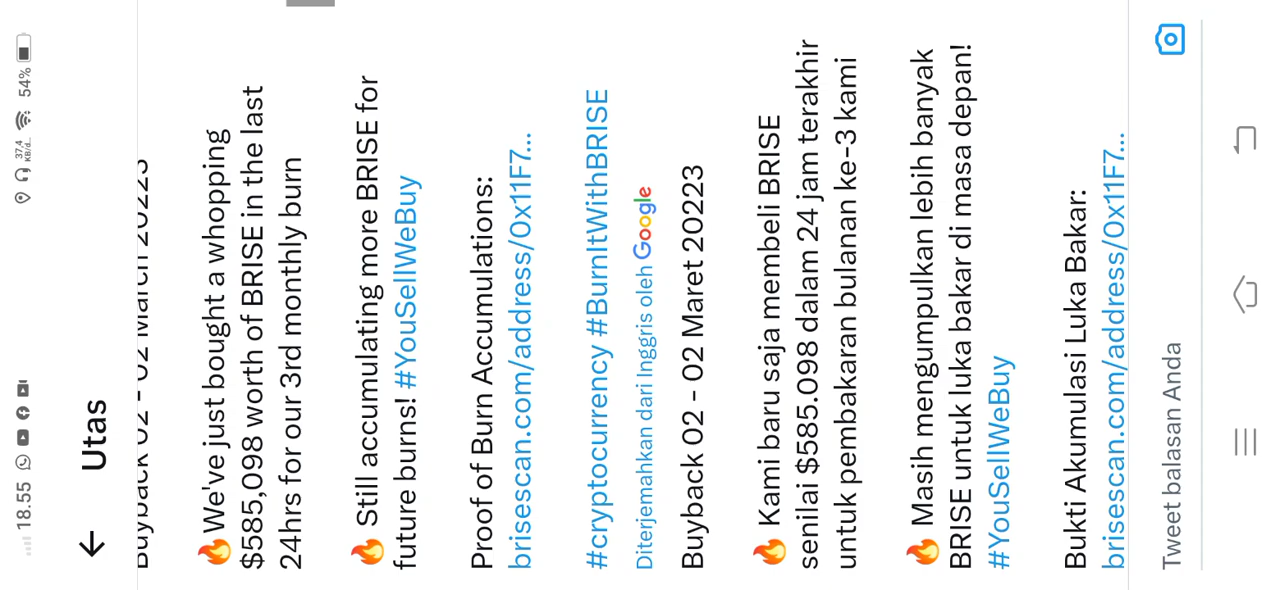 18.55
37,4
KB/d..
54%
Utas
Buyback 02 - 02 March 20223
🔥We've just bought a whopping
$585,098 worth of BRISE in the last
24hrs for our 3rd monthly burn
🔥 Still accumulating more BRISE for
future burns! #YouSellWeBuy
Proof of Burn Accumulations:
brisescan.com/address/0x11F7...
#cryptocurrency #BurnItWithBRISE
Diterjemahkan dari Inggris oleh Google
Buyback 02 - 02 Maret 20223
🔥 Kami baru saja membeli BRISE
senilai $585.098 dalam 24 jam terakhir
untuk pembakaran bulanan ke-3 kami
🔥 Masih mengumpulkan lebih banyak
BRISE untuk luka bakar di masa depan!
#YouSellWeBuy
Bukti Akumulasi Luka Bakar:
brisescan.com/address/0x11F7...
Tweet balasan Anda